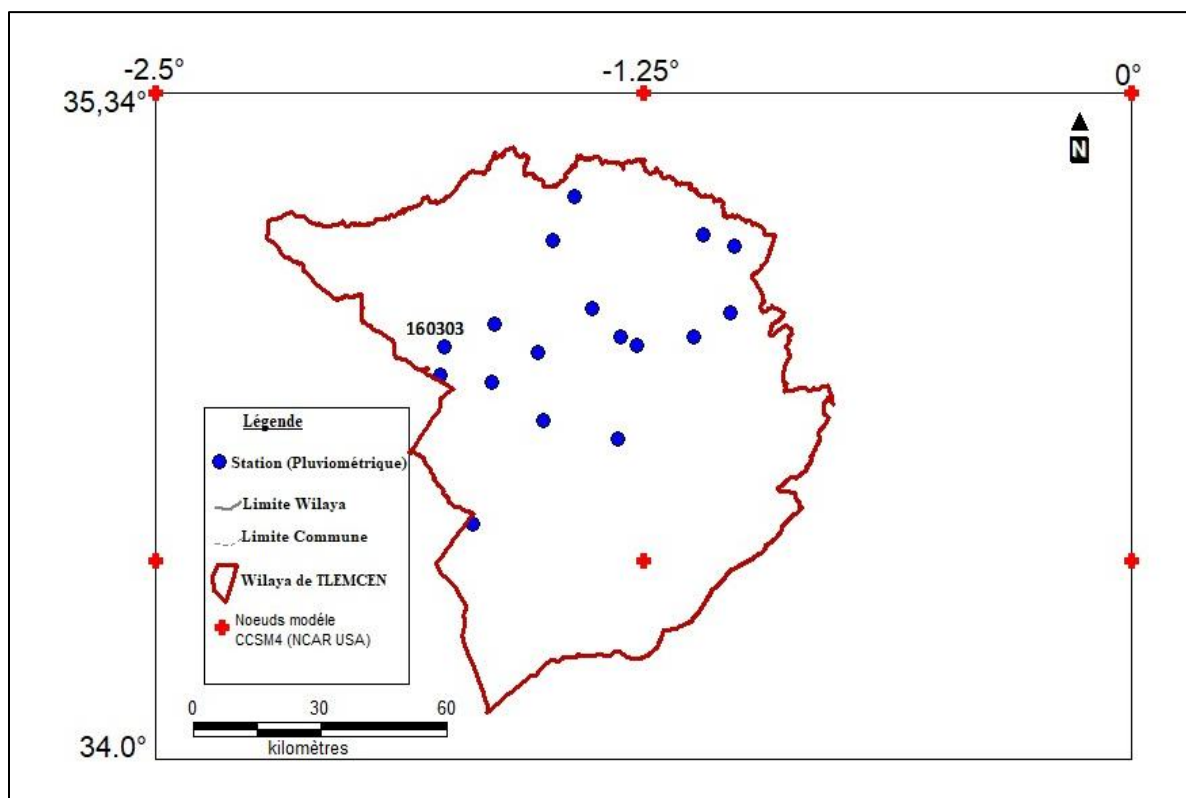 -2.5° -1.25° 0°
35,34°
N
160303
Légende
Station (Pluviométrique)
Limite Wilaya
Limite Commune
Wilaya de TLEMCEN
Noeuds modéle
CCSM4 (NCAR USA)
0 30 60
kilomètres
34.0°